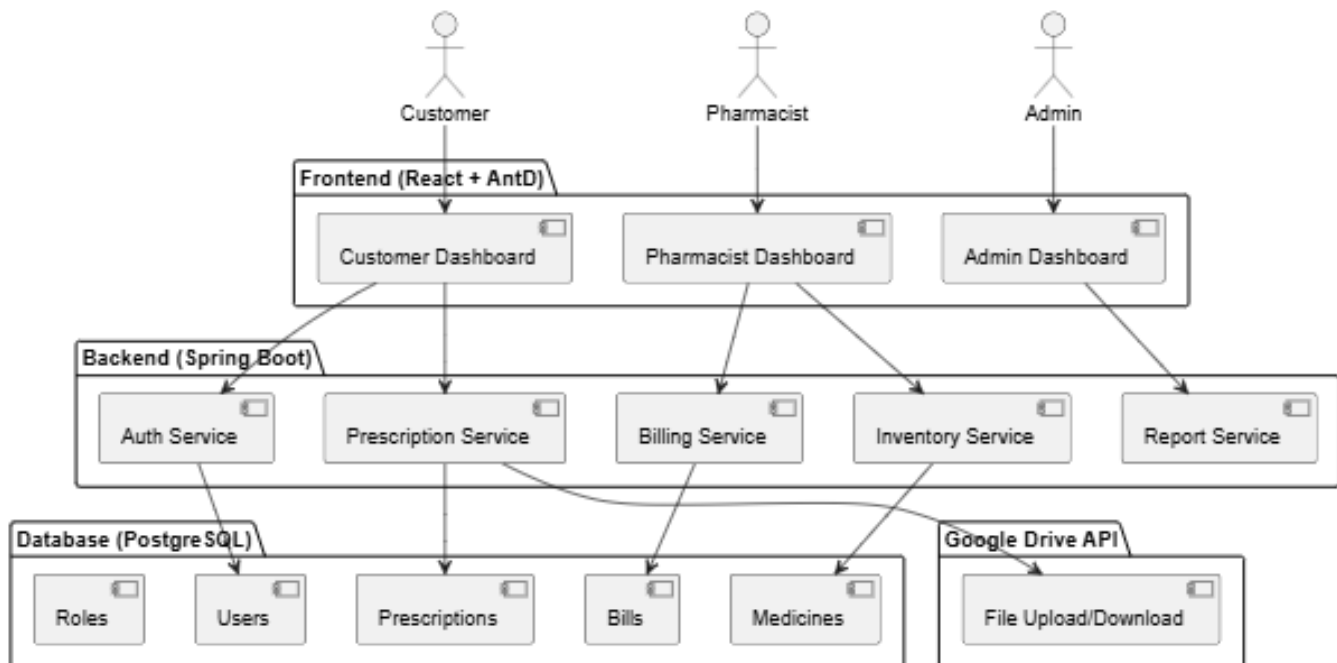 Customer
Pharmacist
Admin
Frontend (React + AntD)
Customer Dashboard
Pharmacist Dashboard
Admin Dashboard
Backend (Spring Boot)
Auth Service
Prescription Service
Billing Service
Inventory Service
Report Service
Database (PostgreSQL)
Google Drive API
Roles
Users
Prescriptions
Bills
Medicines
File Upload/Download